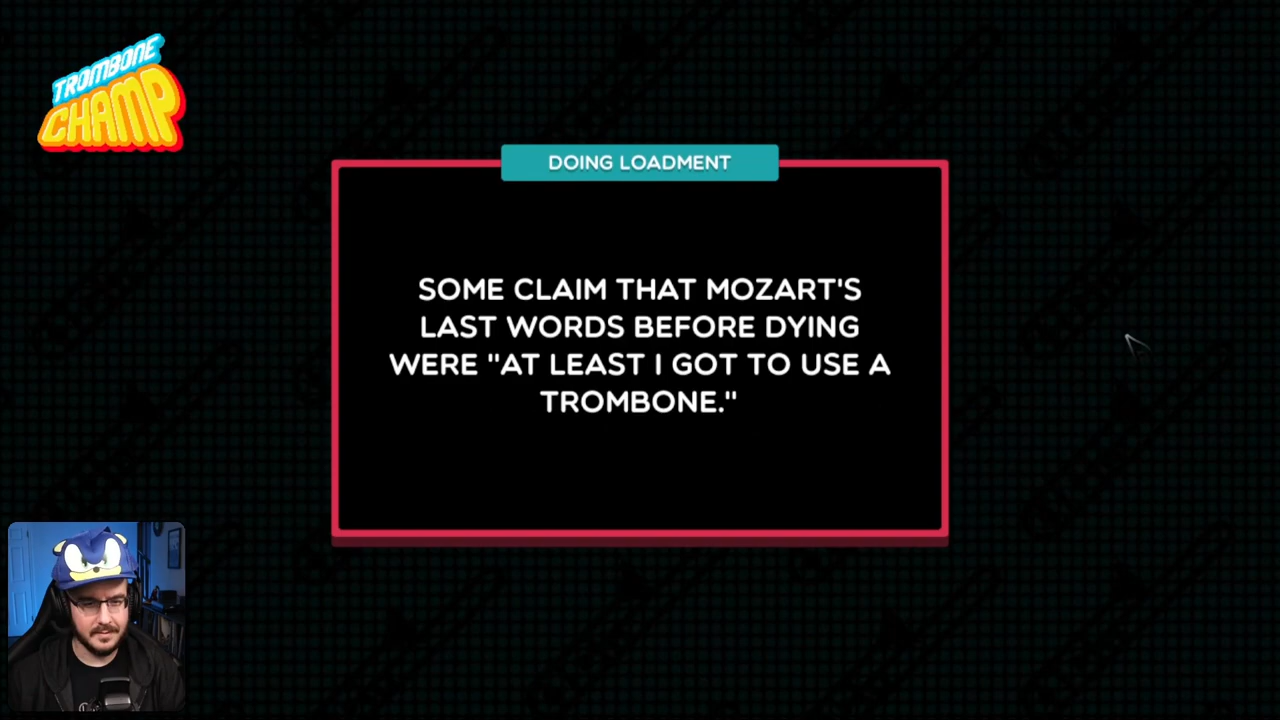 TROMBONE
CHAMP
DOING LOADMENT
SOME CLAIM THAT MOZART'S
LAST WORDS BEFORE DYING
WERE "AT LEAST I GOT TO USE A
TROMBONE."